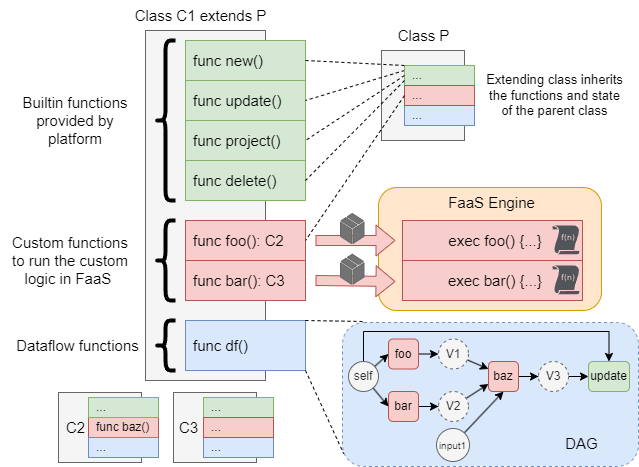 Class C1 extends P
Class P
func new()
func update()
func project()
func delete()
Builtin functions
provided by
platform
...
...
...
Extending class inherits
the functions and state
of the parent class
Custom functions
to run the custom
logic in FaaS
func foo(): C2
func bar(): C3
FaaS Engine
exec foo() {...}
f(n)
exec bar() {...}
f(n)
Dataflow functions
func df()
self
foo
V1
bar
V2
baz
V3
update
input1
DAG
C2
...
func baz()
...
C3
...
...
...